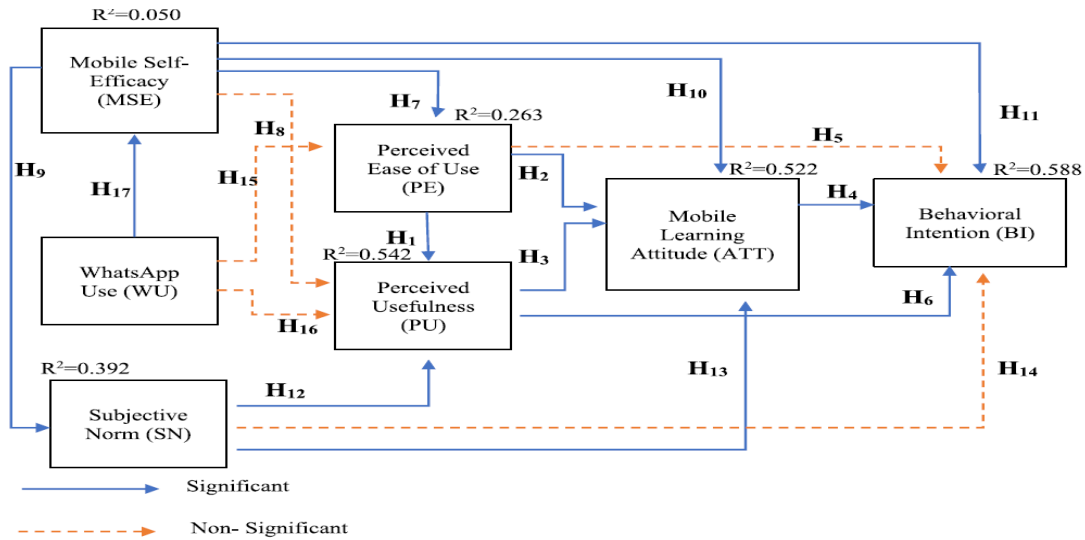 R²=0.050
Mobile Self-
Efficacy
(MSE)
H₇
H₁₀
H₁₁
R²=0.263
H₈
H₅
Perceived
Ease of Use
(PE)
H₂
R²=0.522
R²=0.588
H₉
H₁₇
H₁₅
H₄
Mobile
Learning
Attitude (ATT)
Behavioral
Intention (BI)
H₁
R²=0.542
H₃
WhatsApp
Use (WU)
Perceived
Usefulness
(PU)
H₆
H₁₆
R²=0.392
H₁₂
H₁₃
H₁₄
Subjective
Norm (SN)
Significant
Non- Significant